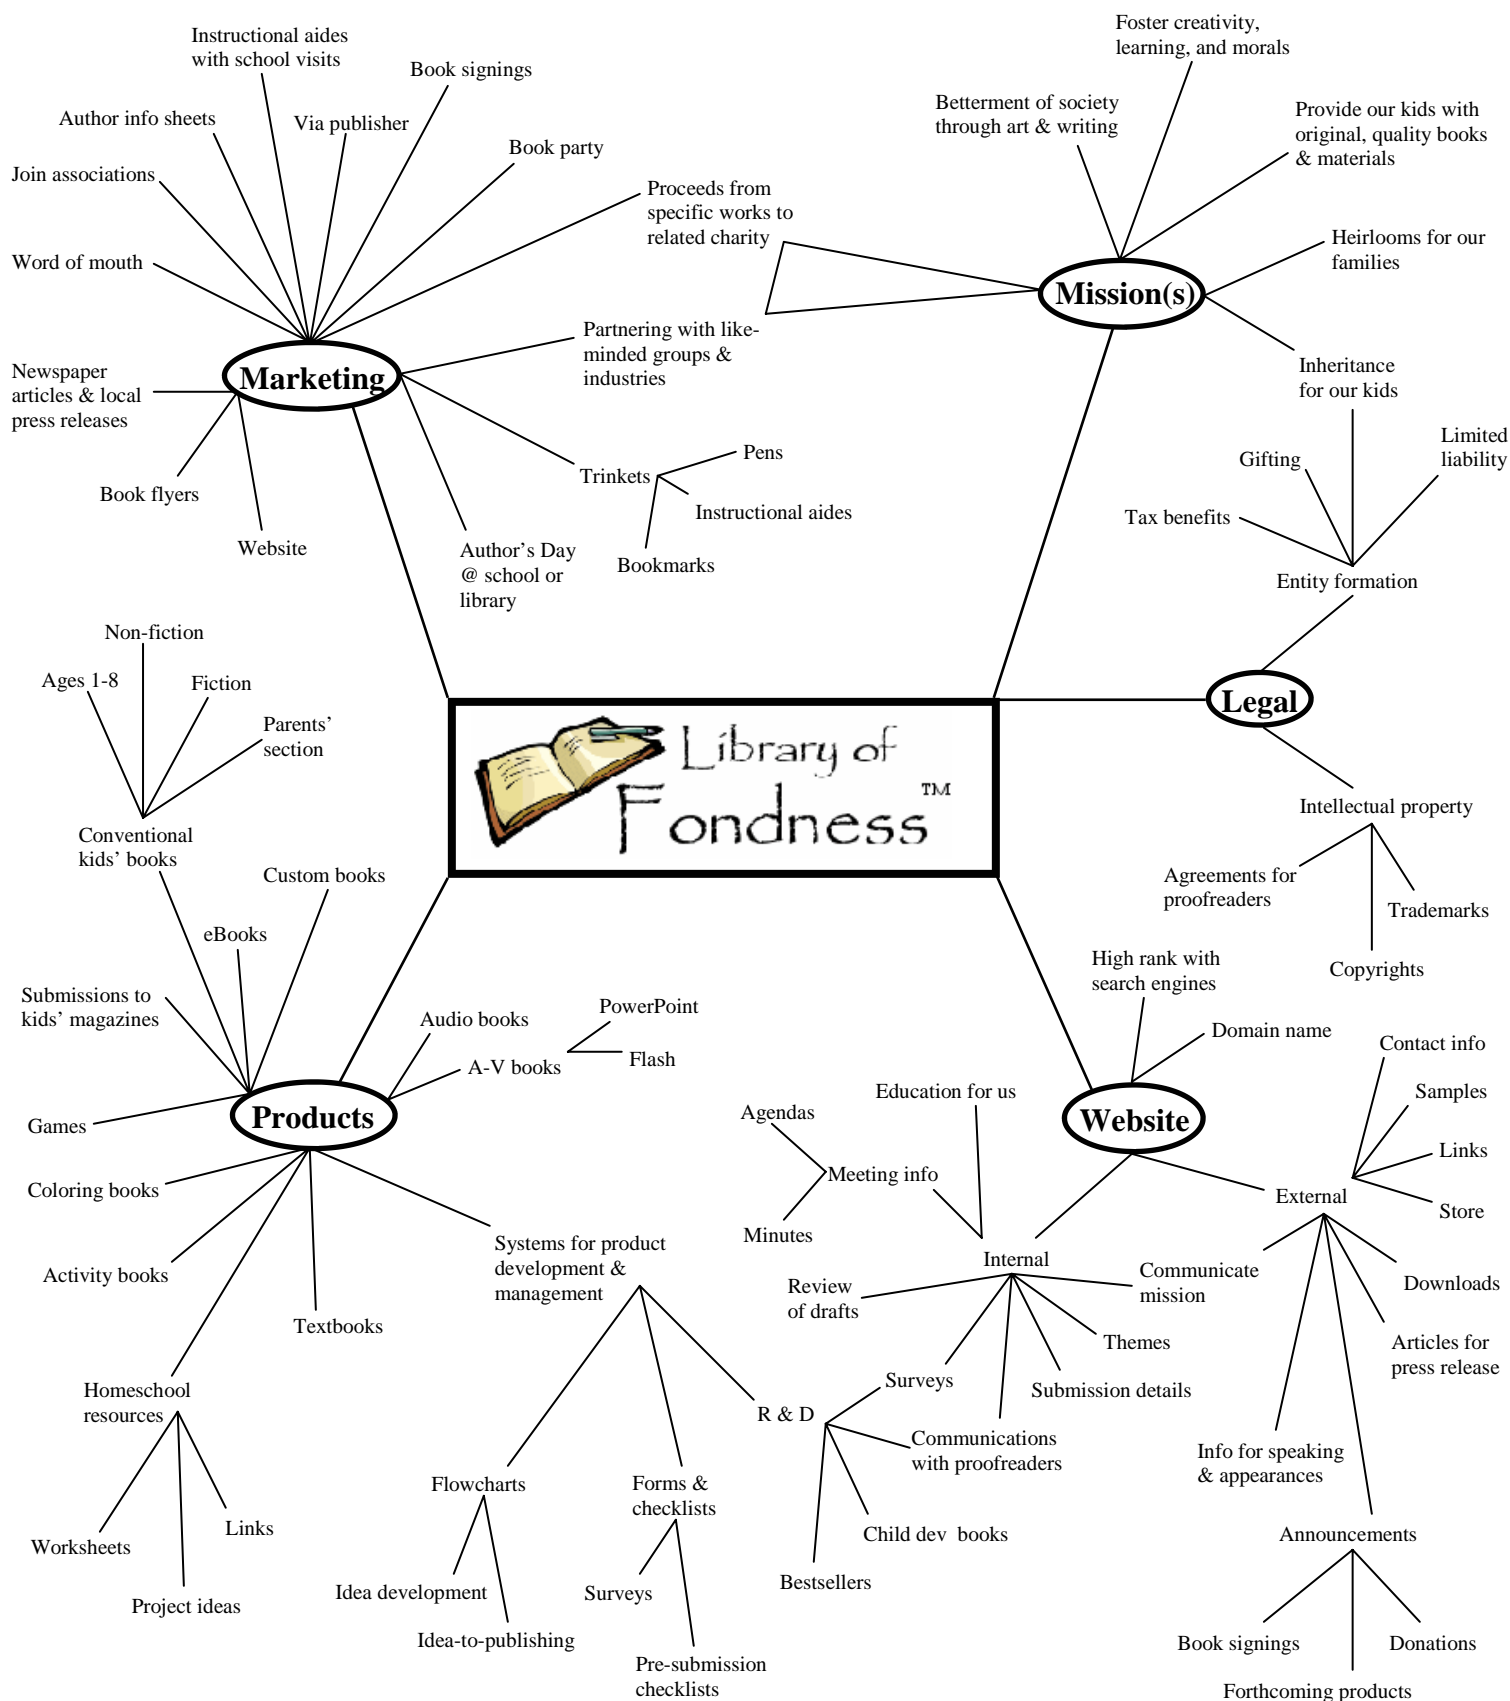 Instructional aides
with school visits
Book signings
Author info sheets
Via publisher
Book party
Join associations
Proceeds from
specific works to
related charity
Word of mouth
Partnering with like-
minded groups &
industries
Marketing
Newspaper
articles & local
press releases
Book flyers
Website
Trinkets
Pens
Instructional aides
Bookmarks
Author's Day
@ school or
library
Foster creativity,
learning, and morals
Betterment of society
through art & writing
Provide our kids with
original, quality books
& materials
Heirlooms for our
families
Mission(s)
Inheritance
for our kids
Limited
liability
Gifting
Tax benefits
Entity formation
Legal
Intellectual property
Agreements for
proofreaders
Trademarks
Copyrights
Library of
Fondness TM
Non-fiction
Ages 1-8
Fiction
Parents'
section
Conventional
kids' books
Custom books
eBooks
Submissions to
kids' magazines
Audio books
PowerPoint
A-V books
Flash
Games
Products
Coloring books
Activity books
Textbooks
Systems for product
development &
management
Homeschool
resources
Worksheets
Links
Project ideas
Flowcharts
Idea development
Idea-to-publishing
Forms &
checklists
Surveys
Pre-submission
checklists
R & D
Child dev books
Bestsellers
High rank with
search engines
Domain name
Website
Education for us
Agendas
Meeting info
Minutes
Internal
Review
of drafts
Surveys
Communications
with proofreaders
Submission details
Themes
Communicate
mission
External
Contact info
Samples
Links
Store
Downloads
Articles for
press release
Info for speaking
& appearances
Announcements
Book signings
Donations
Forthcoming products